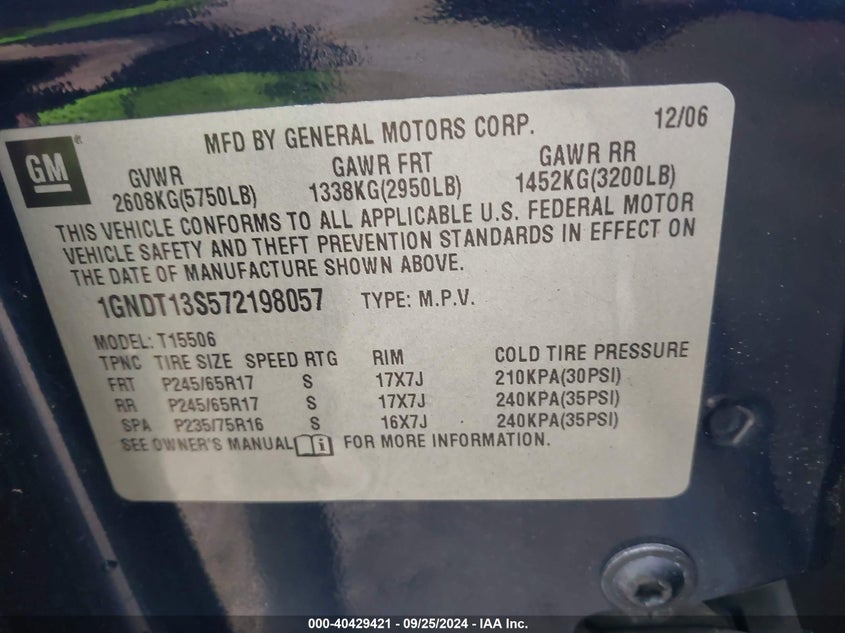 MFD BY GENERAL MOTORS CORP. 12/06
GM
GVWR GAWR FRT GAWR RR
2608KG(5750LB) 1338KG(2950LB) 1452KG(3200LB)
THIS VEHICLE CONFORMS TO ALL APPLICABLE U.S. FEDERAL MOTOR
VEHICLE SAFETY AND THEFT PREVENTION STANDARDS IN EFFECT ON
THE DATE OF MANUFACTURE SHOWN ABOVE.
1GNDT13S572198057 TYPE: M.P.V.
MODEL: T15506
TPNC TIRE SIZE SPEED RTG RIM COLD TIRE PRESSURE
FRT P245/65R17 S 17X7J 210KPA(30PSI)
RR P245/65R17 S 17X7J 240KPA(35PSI)
SPA P235/75R16 S 16X7J 240KPA(35PSI)
SEE OWNER'S MANUAL FOR MORE INFORMATION.
000-40429421 - 09/25/2024 - IAA Inc.